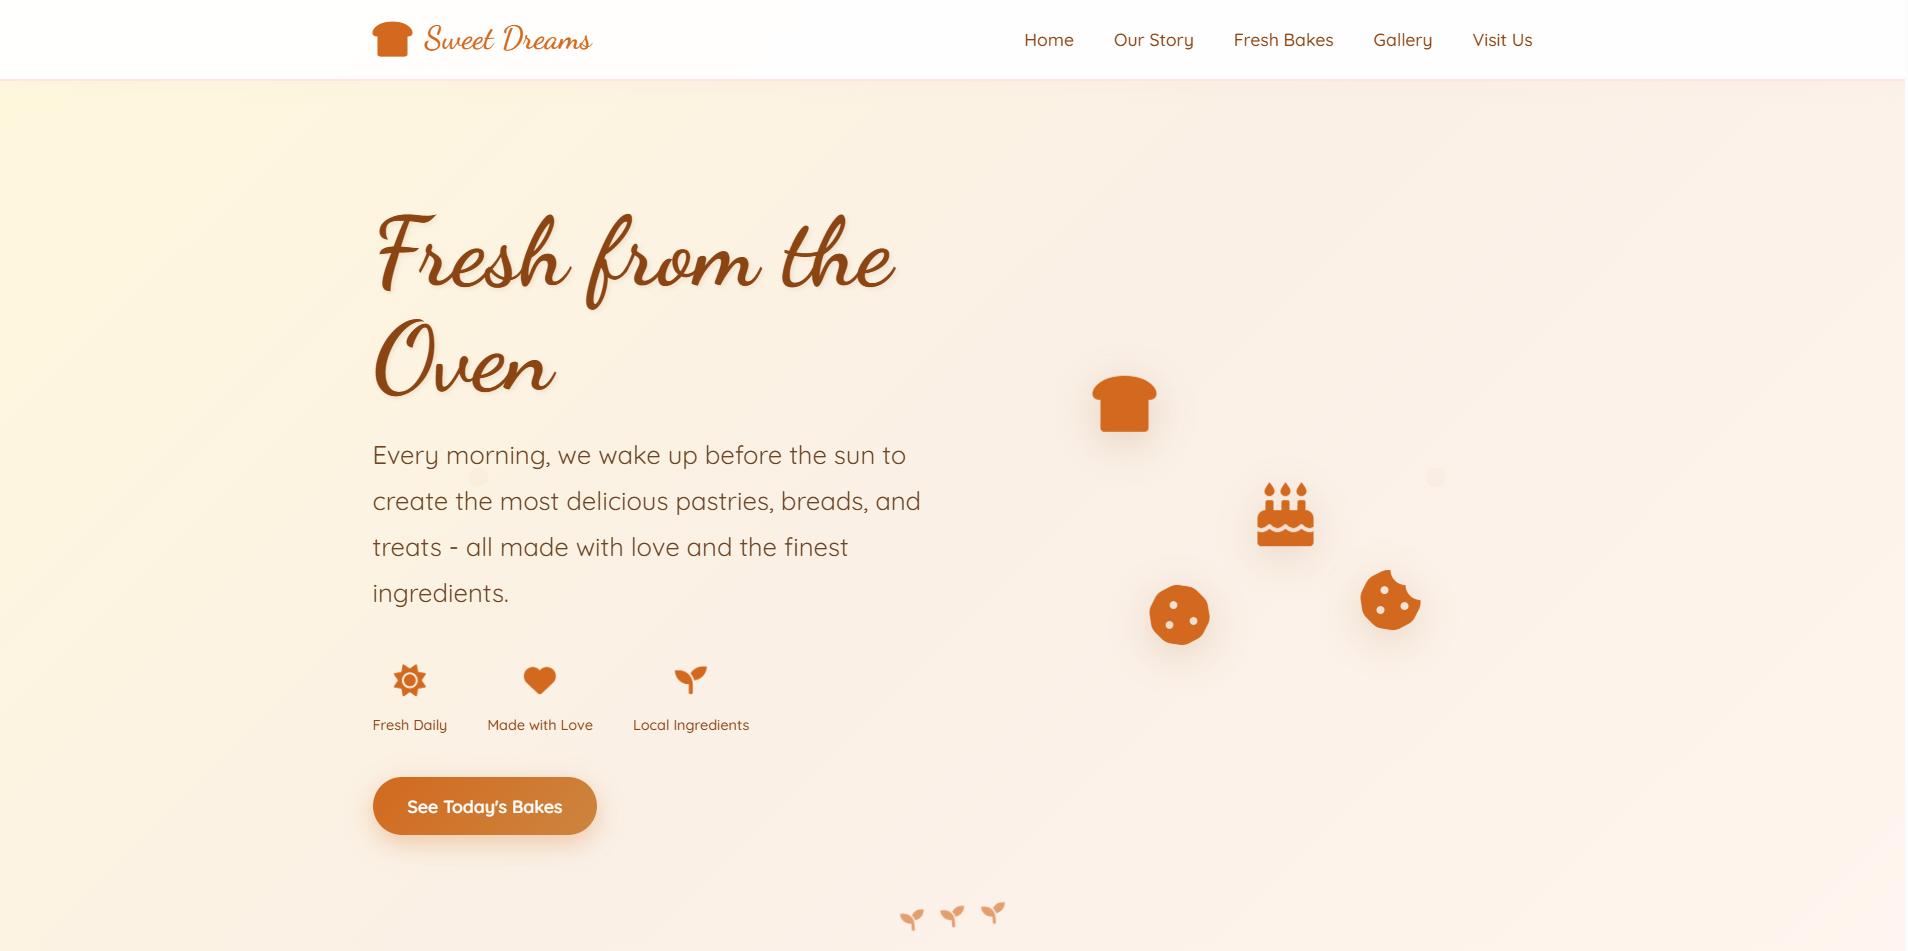 Sweet Dreams
Home
Our Story
Fresh Bakes
Gallery
Visit Us
Fresh from the
Oven
Every morning, we wake up before the sun to
create the most delicious pastries, breads, and
treats - all made with love and the finest
ingredients.
Fresh Daily
Made with Love
Local Ingredients
See Today's Bakes